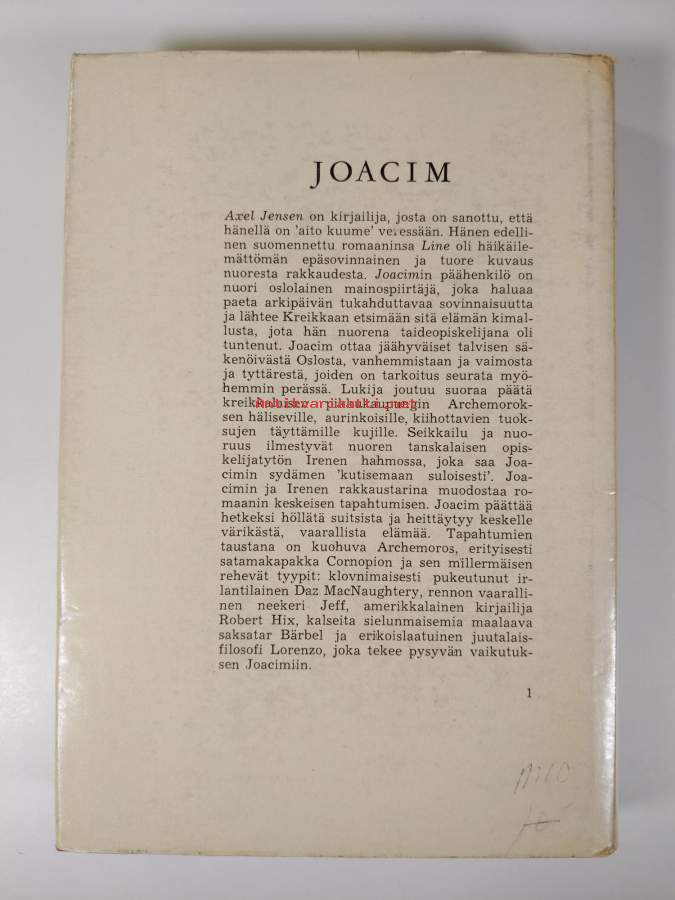 JOACIM
Axel Jensen on kirjailija, josta on sanottu, että
hänellä on 'aito kuume' veressään. Hänen edelli-
nen suomennettu romaaninsa Line oli häikäile-
mättömän epäsovinnainen ja tuore kuvaus
nuoresta rakkaudesta. Joacimin päähenkilö on
nuori oslolainen mainospiirtäjä, joka haluaa
paeta arkipäivän tukahduttavaa sovinnaisuutta
ja lähtee Kreikkaan etsimään sitä elämän kimal-
lusta, jota hän nuorena taideopiskelijana oli
tuntenut. Joacim ottaa jäähyväiset talvisen sä-
kenöivästä Oslosta, vanhemmistaan ja vaimosta
ja tyttärestä, joiden on tarkoitus seurata myö-
hemmin perässä. Lukija joutuu suoraa päätä
kreikkalaisen Archemorok-
sen häliseville, aurinkoisille, kiihottavien tuok-
sujen täyttämille kujille. Seikkailu ja nuo-
ruus ilmestyvät nuoren tanskalaisen opis-
kelijatytön Irenen hahmossa, joka saa Joa-
cimin sydämen 'kutisemaan suloisesti'. Joa-
cimin ja Irenen rakkaustarina muodostaa ro-
maanin keskeisen tapahtumisen. Joacim päättää
hetkeksi höllätä suitsista ja heittäytyy keskelle
värikästä, vaarallista elämää. Tapahtumien
taustana on kuohuva Archemoros, erityisesti
satamakapakka Cornopion ja sen millermäisen
rehevät tyypit: klovnimaisesti pukeutunut ir-
lantilainen Daz MacNaughtery, rennon vaaralli-
nen neekeri Jeff, amerikkalainen kirjailija
Robert Hix, kalseita sielunmaisemia maalaava
saksatar Bärbel ja erikoislaatuinen juutalais-
filosofi Lorenzo, joka tekee pysyvän vaikutuk-
sen Joacimiin.
1